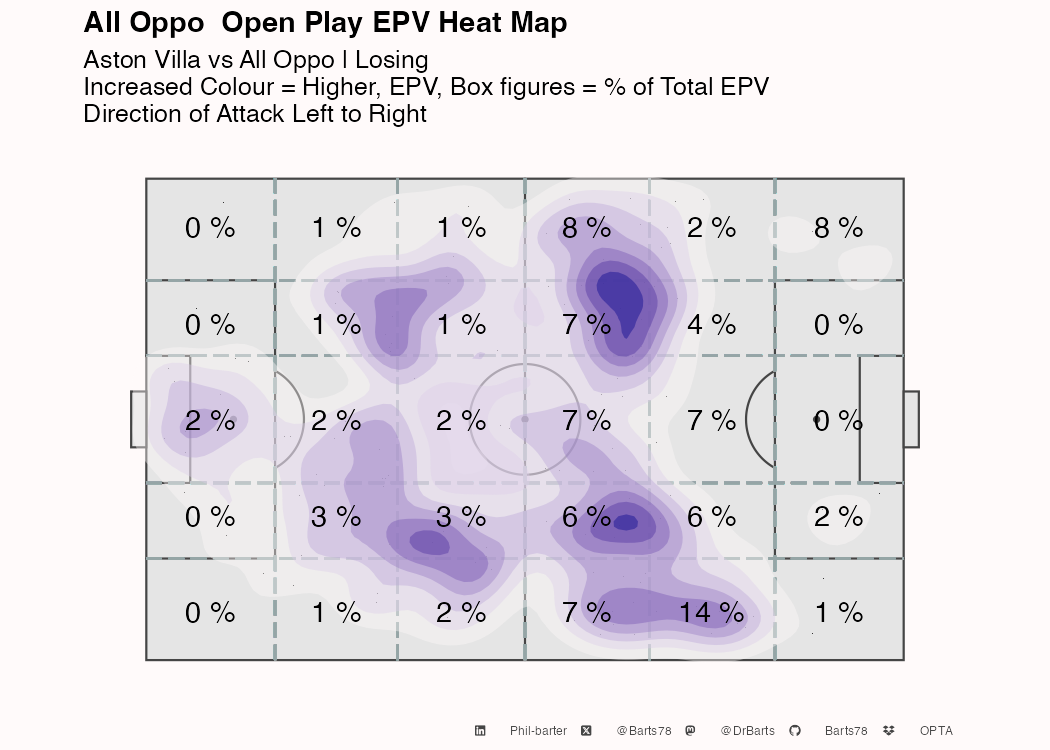 All Oppo  Open Play EPV Heat Map
Aston Villa vs All Oppo | Losing
Increased Colour = Higher, EPV, Box figures = % of Total EPV
Direction of Attack Left to Right
0 % 1 % 1 % 8 % 2 % 8 %
0 % 1 % 1 % 7 % 4 % 0 %
2 % 2 % 2 % 7 % 7 % 0 %
0 % 3 % 3 % 6 % 6 % 2 %
0 % 1 % 2 % 7 % 14 % 1 %
Phil-barter @Barts78 @DrBarts Barts78 OPTA